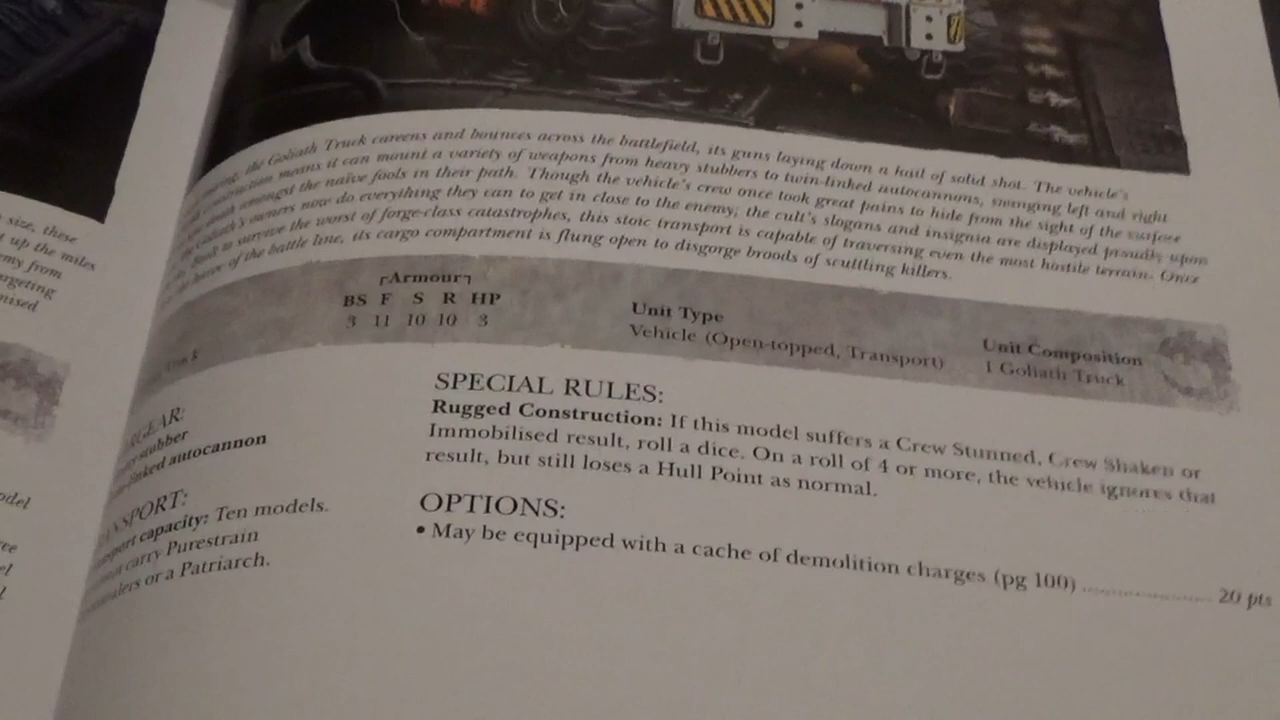 the Goliath Truck careens and bounces across the battlefield, its guns laying down a hail of solid shot. The vehicle's
construction means it can mount a variety of weapons from heavy stubbers to twin-linked autocannons, swinging left and right
death amongst the naïve fools in their path. Though the vehicle's crew once took great pains to hide from the sight of the surface
Goliath's owners now do everything they can to get in close to the enemy; the cult's slogans and insignia are displayed proudly upon
to survive the worst of forge-class catastrophes, this stoic transport is capable of traversing even the most hostile terrain. Once
of the battle line, its cargo compartment is flung open to disgorge broods of scuttling killers.
size, these
up the miles
emy from
argeting
nised
Armour
BS F S R HP
3 11 10 10 3
Unit Type
Vehicle (Open-topped, Transport)
Unit Composition
1 Goliath Truck
RGEAR:
stubber
linked autocannon
NSPORT:
port capacity: Ten models.
carry Purestrain
or a Patriarch.
SPECIAL RULES:
Rugged Construction: If this model suffers a Crew Stunned, Crew Shaken or
Immobilised result, roll a dice. On a roll of 4 or more, the vehicle ignores that
result, but still loses a Hull Point as normal.
OPTIONS:
• May be equipped with a cache of demolition charges (pg 100) .......................... 20 pts
odel